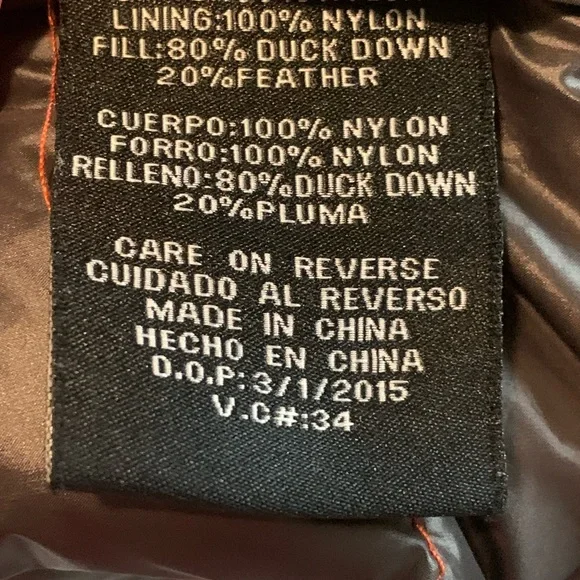 LINING:100% NYLON
FILL:80% DUCK DOWN
20%FEATHER
CUERPO:100% NYLON
FORRO:100% NYLON
RELLENO:80%DUCK DOWN
20%PLUMA
CARE ON REVERSE
CUIDADO AL REVERSO
MADE IN CHINA
HECHO EN CHINA
D.O.P:3/1/2015
V.C#:34